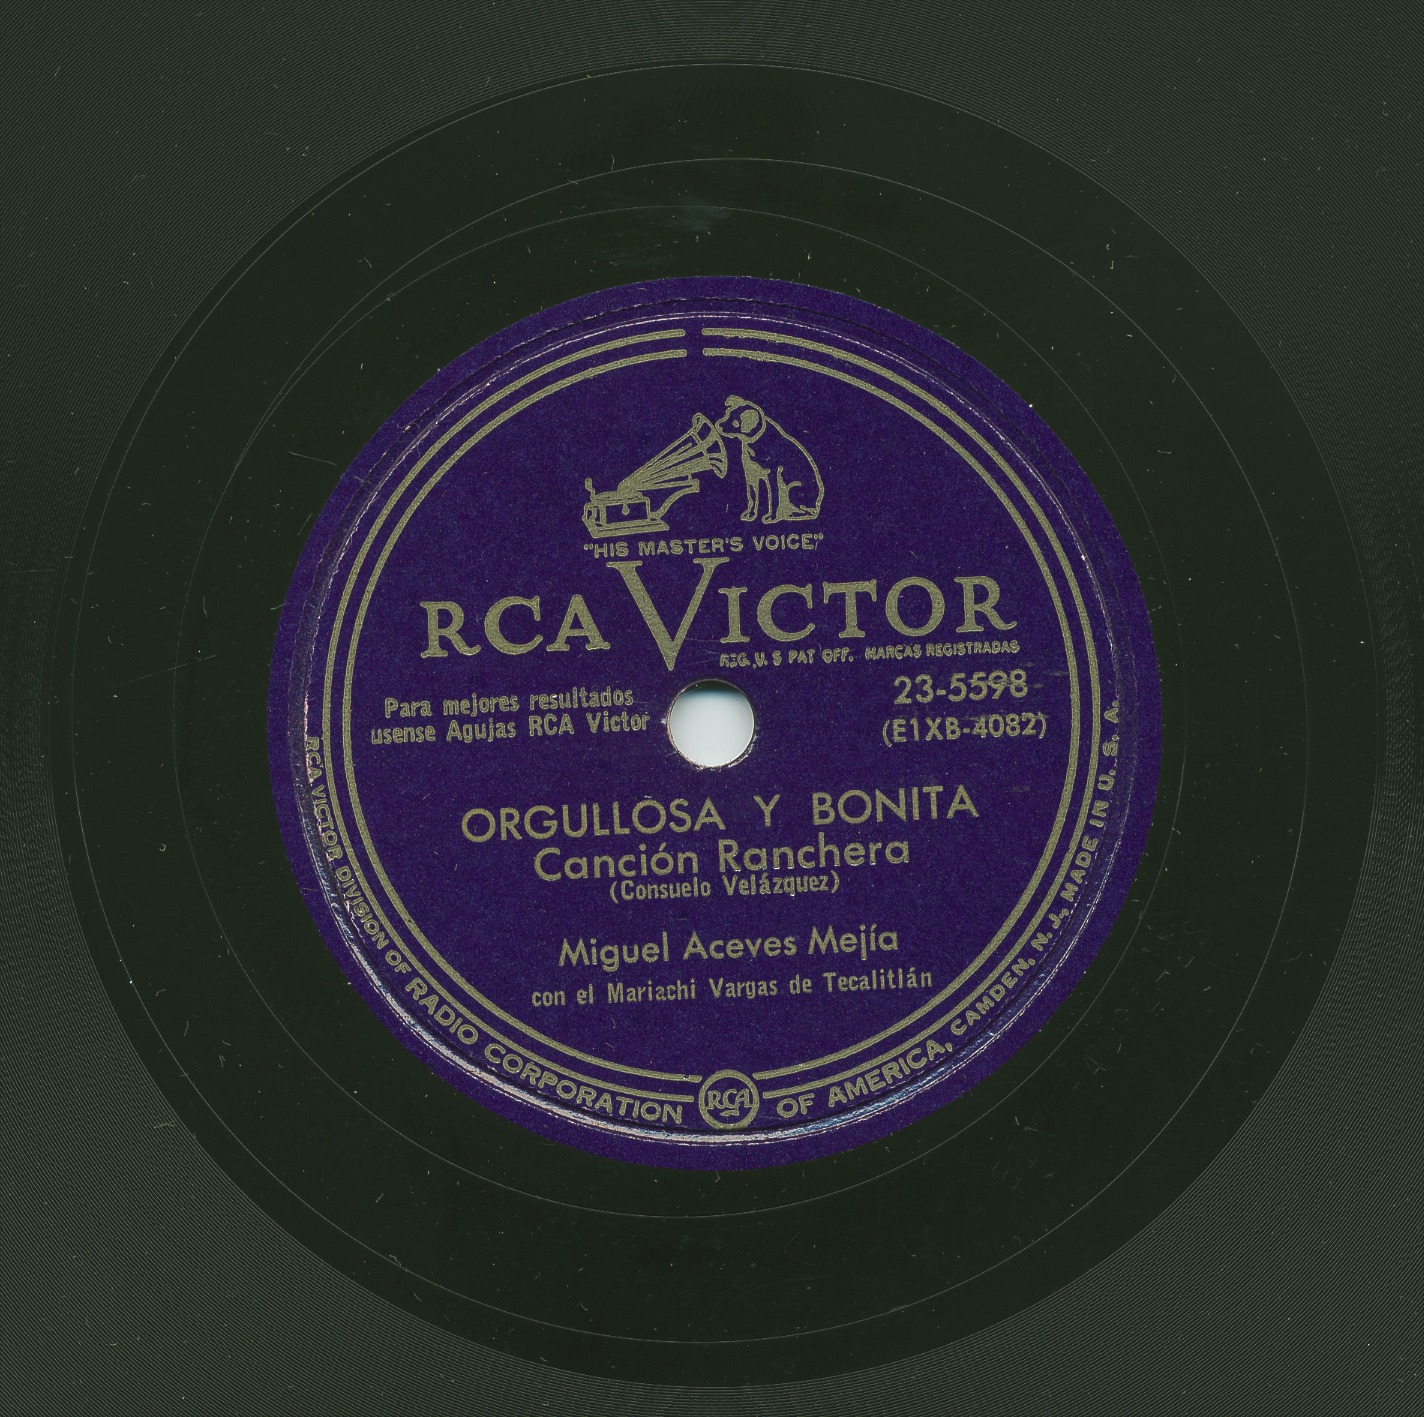 "HIS MASTER'S VOICE"
RCA VICTOR
REG. U. S. PAT. OFF. MARCAS REGISTRADAS
Para mejores resultados
usense Agujas RCA Victor
23-5598
(E1XB-4082)
ORGULLOSA Y BONITA
Canción Ranchera
(Consuelo Velázquez)
Miguel Aceves Mejía
con el Mariachi Vargas de Tecalitlán
RCA VICTOR DIVISION OF RADIO CORPORATION RCA OF AMERICA, CAMDEN, N. J., MADE IN U. S. A.